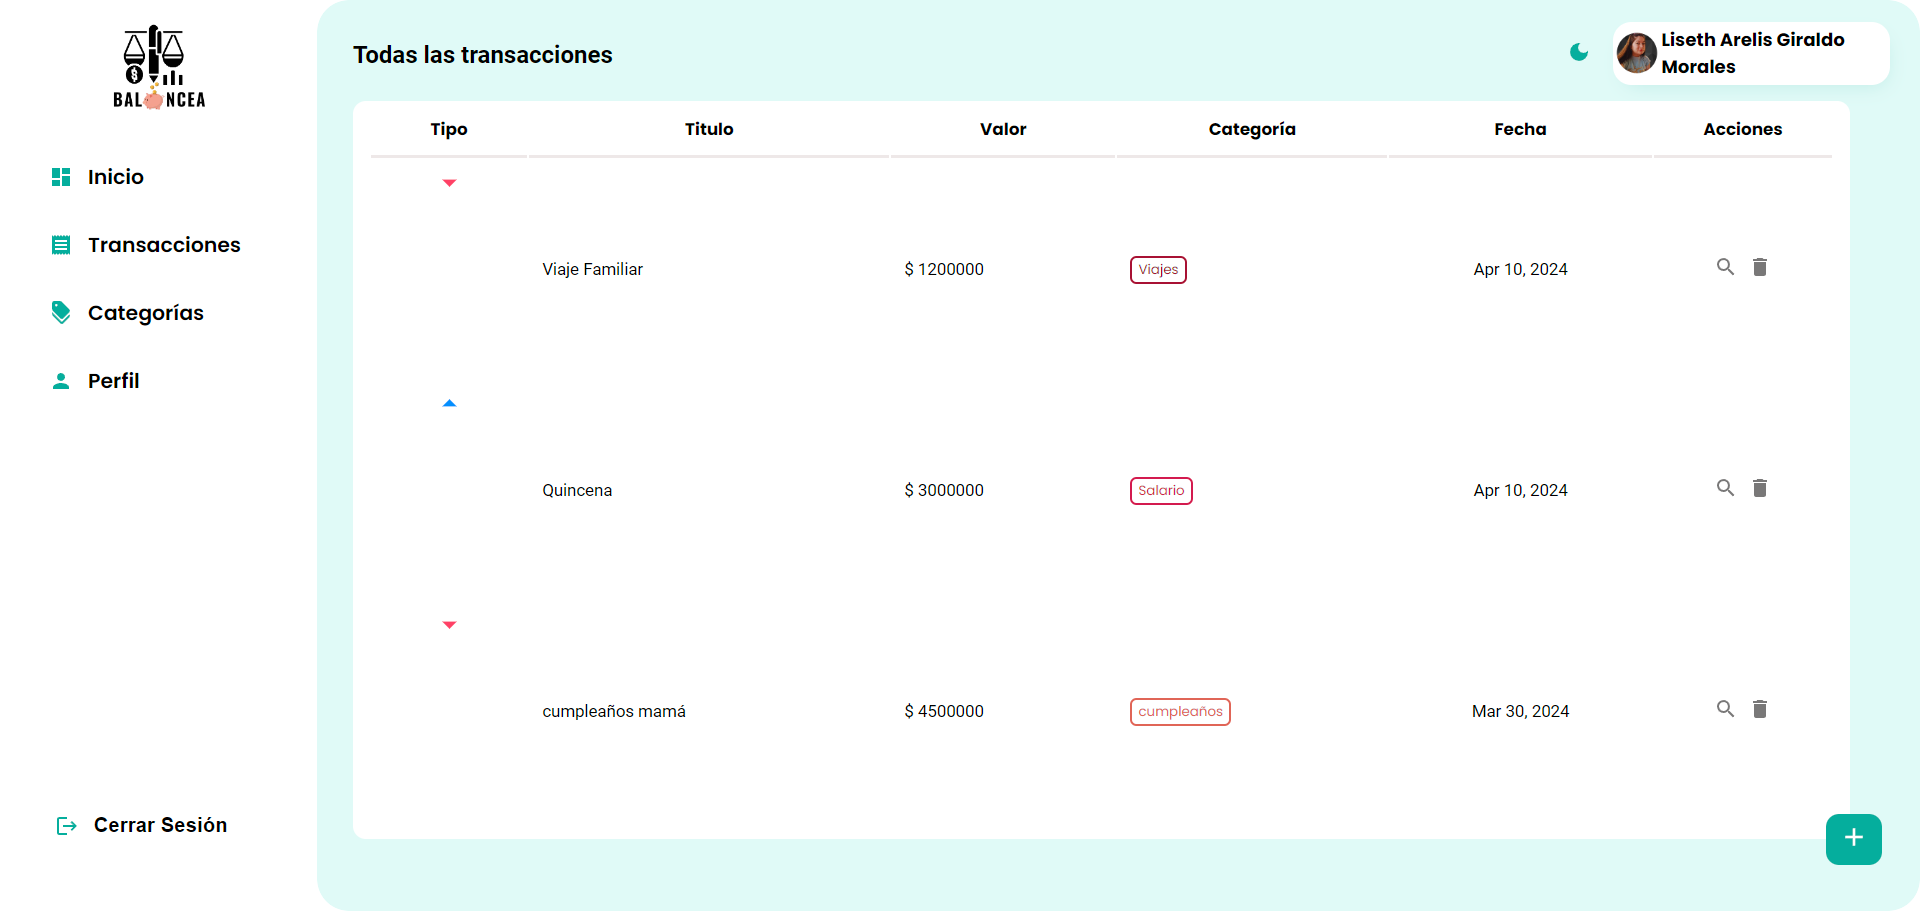 BALANCEA
Inicio
Transacciones
Categorías
Perfil
Cerrar Sesión
Todas las transacciones
Liseth Arelis Giraldo
Morales
Tipo Titulo Valor Categoría Fecha Acciones
Viaje Familiar $ 1200000 Viajes Apr 10, 2024
Quincena $ 3000000 Salario Apr 10, 2024
cumpleaños mamá $ 4500000 cumpleaños Mar 30, 2024
+